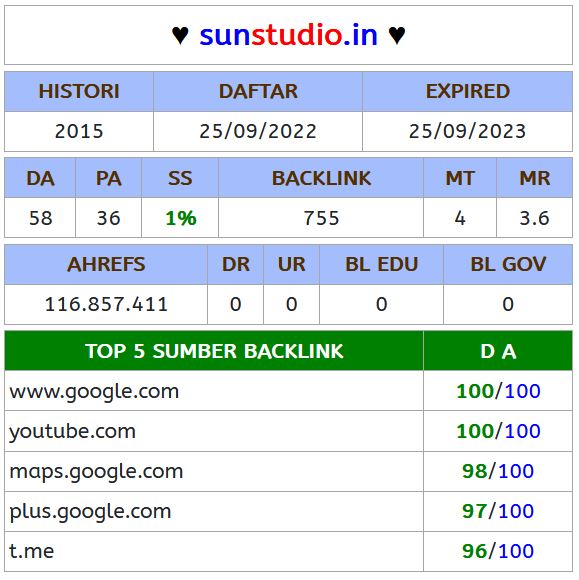 ♥ sunstudio.in ♥
HISTORI DAFTAR EXPIRED
2015 25/09/2022 25/09/2023
DA PA SS BACKLINK MT MR
58 36 1% 755 4 3.6
AHREFS DR UR BL EDU BL GOV
116.857.411 0 0 0 0
TOP 5 SUMBER BACKLINK D A
www.google.com 100/100
youtube.com 100/100
maps.google.com 98/100
plus.google.com 97/100
t.me 96/100